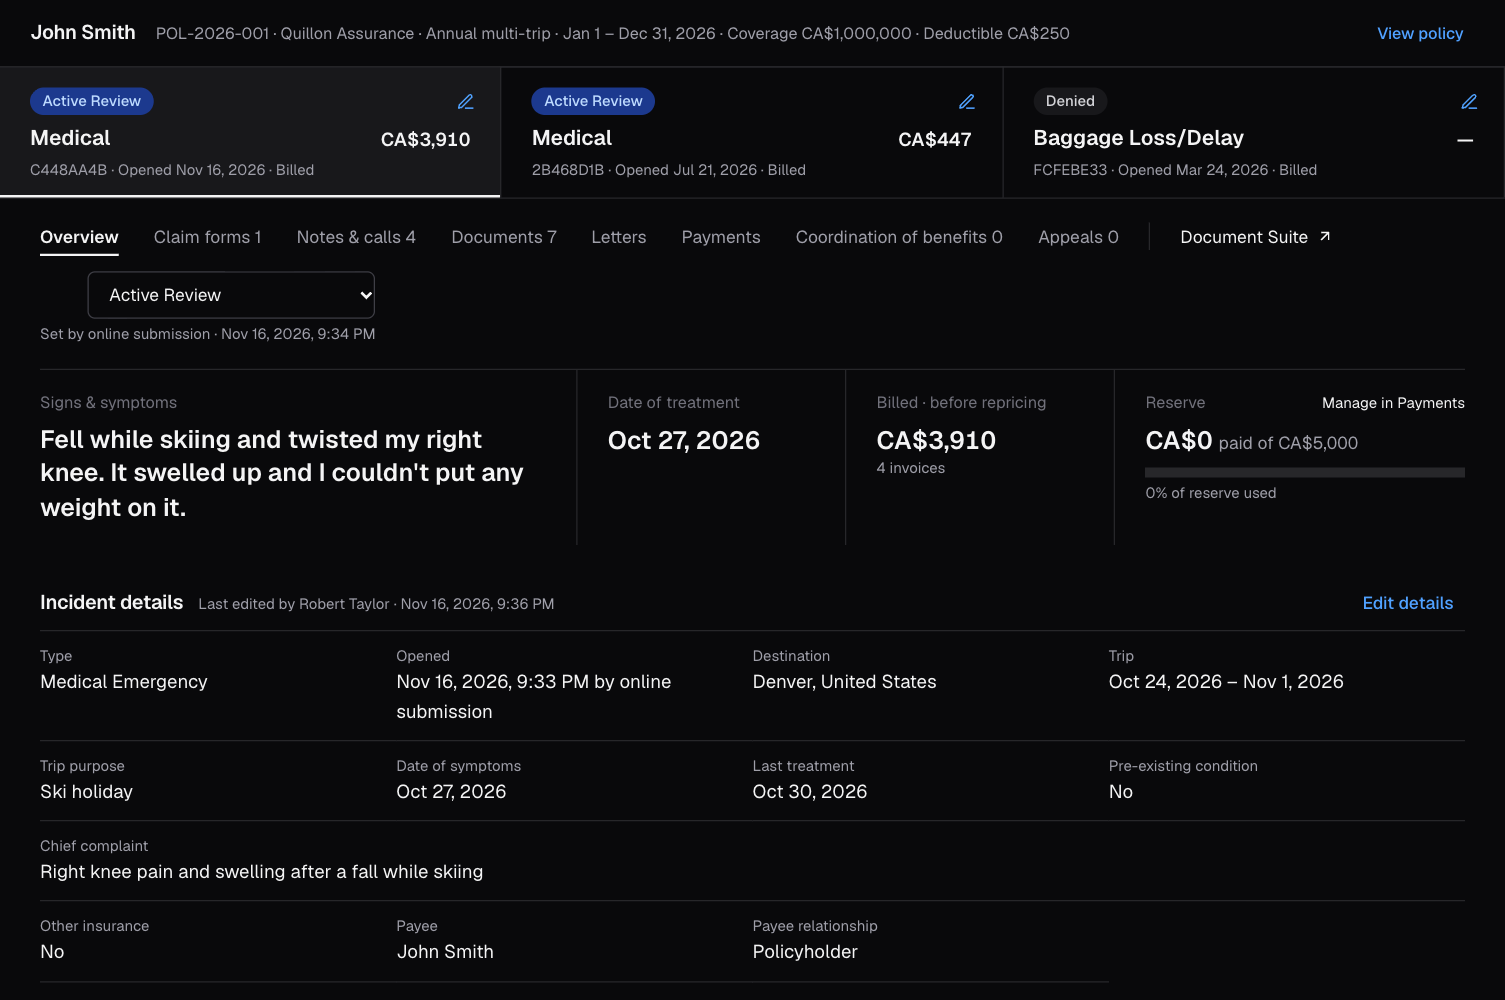 John Smith POL-2026-001 · Quillon Assurance · Annual multi-trip · Jan 1 – Dec 31, 2026 · Coverage CA$1,000,000 · Deductible CA$250 View policy
Active Review
Medical CA$3,910
C448AA4B · Opened Nov 16, 2026 · Billed
Active Review
Medical CA$447
2B468D1B · Opened Jul 21, 2026 · Billed
Denied
Baggage Loss/Delay —
FCFEBE33 · Opened Mar 24, 2026 · Billed
Overview Claim forms 1 Notes & calls 4 Documents 7 Letters Payments Coordination of benefits 0 Appeals 0 Document Suite ↗
Active Review
Set by online submission · Nov 16, 2026, 9:34 PM
Signs & symptoms
Fell while skiing and twisted my right
knee. It swelled up and I couldn't put any
weight on it.
Date of treatment
Oct 27, 2026
Billed · before repricing
CA$3,910
4 invoices
Reserve Manage in Payments
CA$0 paid of CA$5,000
0% of reserve used
Incident details Last edited by Robert Taylor · Nov 16, 2026, 9:36 PM Edit details
Type
Medical Emergency
Opened
Nov 16, 2026, 9:33 PM by online
submission
Destination
Denver, United States
Trip
Oct 24, 2026 – Nov 1, 2026
Trip purpose
Ski holiday
Date of symptoms
Oct 27, 2026
Last treatment
Oct 30, 2026
Pre-existing condition
No
Chief complaint
Right knee pain and swelling after a fall while skiing
Other insurance
No
Payee
John Smith
Payee relationship
Policyholder